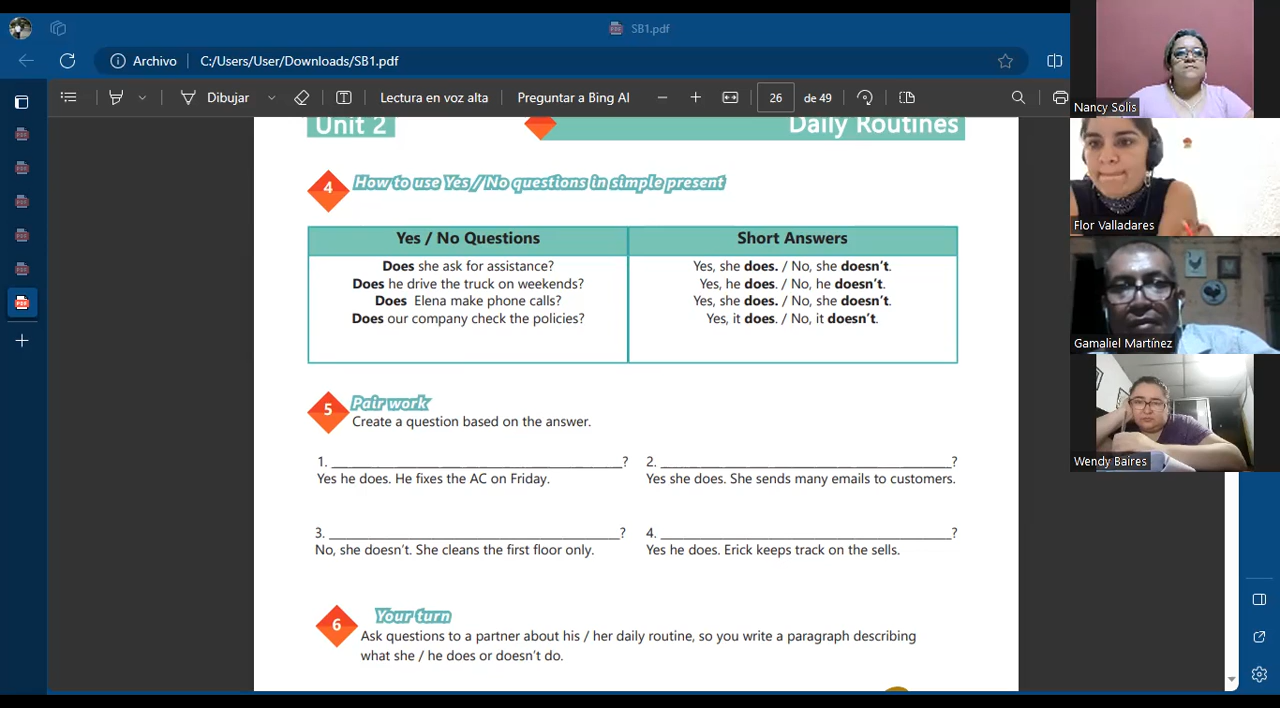 SB1.pdf
Archivo
C:/Users/User/Downloads/SB1.pdf
Dibujar
Lectura en voz alta
Preguntar a Bing AI
26
de 49
Unit 2
Daily Routines
4
How to use Yes / No questions in simple present
Yes / No Questions
Short Answers
Does she ask for assistance?
Yes, she does. / No, she doesn't.
Does he drive the truck on weekends?
Yes, he does. / No, he doesn't.
Does Elena make phone calls?
Yes, she does. / No, she doesn't.
Does our company check the policies?
Yes, it does. / No, it doesn't.
5
Pair work
Create a question based on the answer.
1. ______________________________________?
Yes he does. He fixes the AC on Friday.
2. ______________________________________?
Yes she does. She sends many emails to customers.
3. ______________________________________?
No, she doesn't. She cleans the first floor only.
4. ______________________________________?
Yes he does. Erick keeps track on the sells.
6
Your turn
Ask questions to a partner about his / her daily routine, so you write a paragraph describing
what she / he does or doesn't do.
Nancy Solis
Flor Valladares
Gamaliel Martínez
Wendy Baires